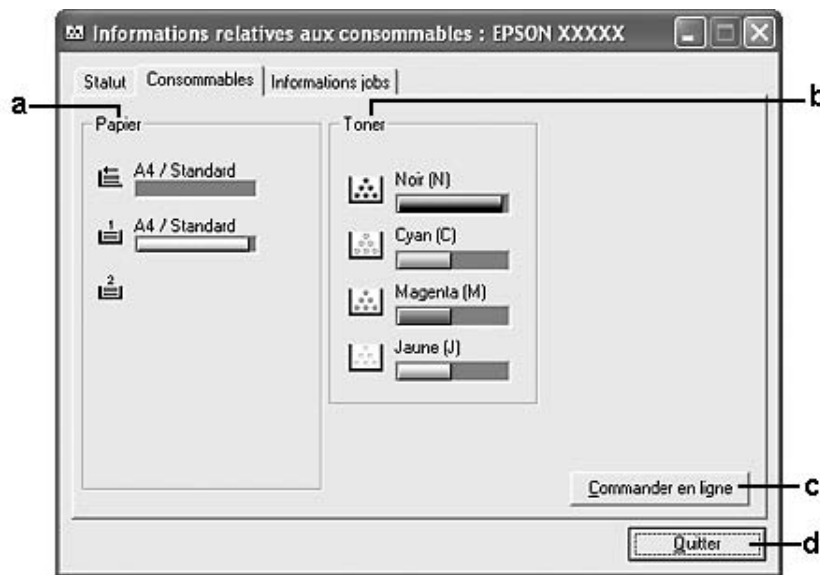 Informations relatives aux consommables : EPSON XXXXX
Statut Consommables Informations jobs
a
b
Papier
A4 / Standard
1
A4 / Standard
2
Toner
Noir (N)
Cyan (C)
Magenta (M)
Jaune (J)
Commander en ligne
c
Quitter
d